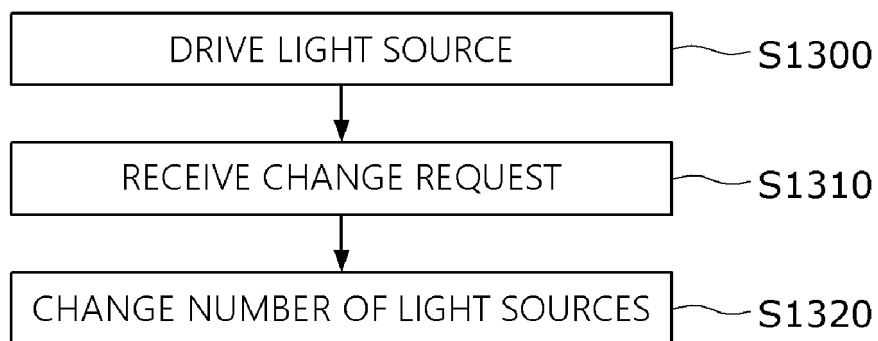 DRIVE LIGHT SOURCE
S1300
RECEIVE CHANGE REQUEST
S1310
CHANGE NUMBER OF LIGHT SOURCES
S1320